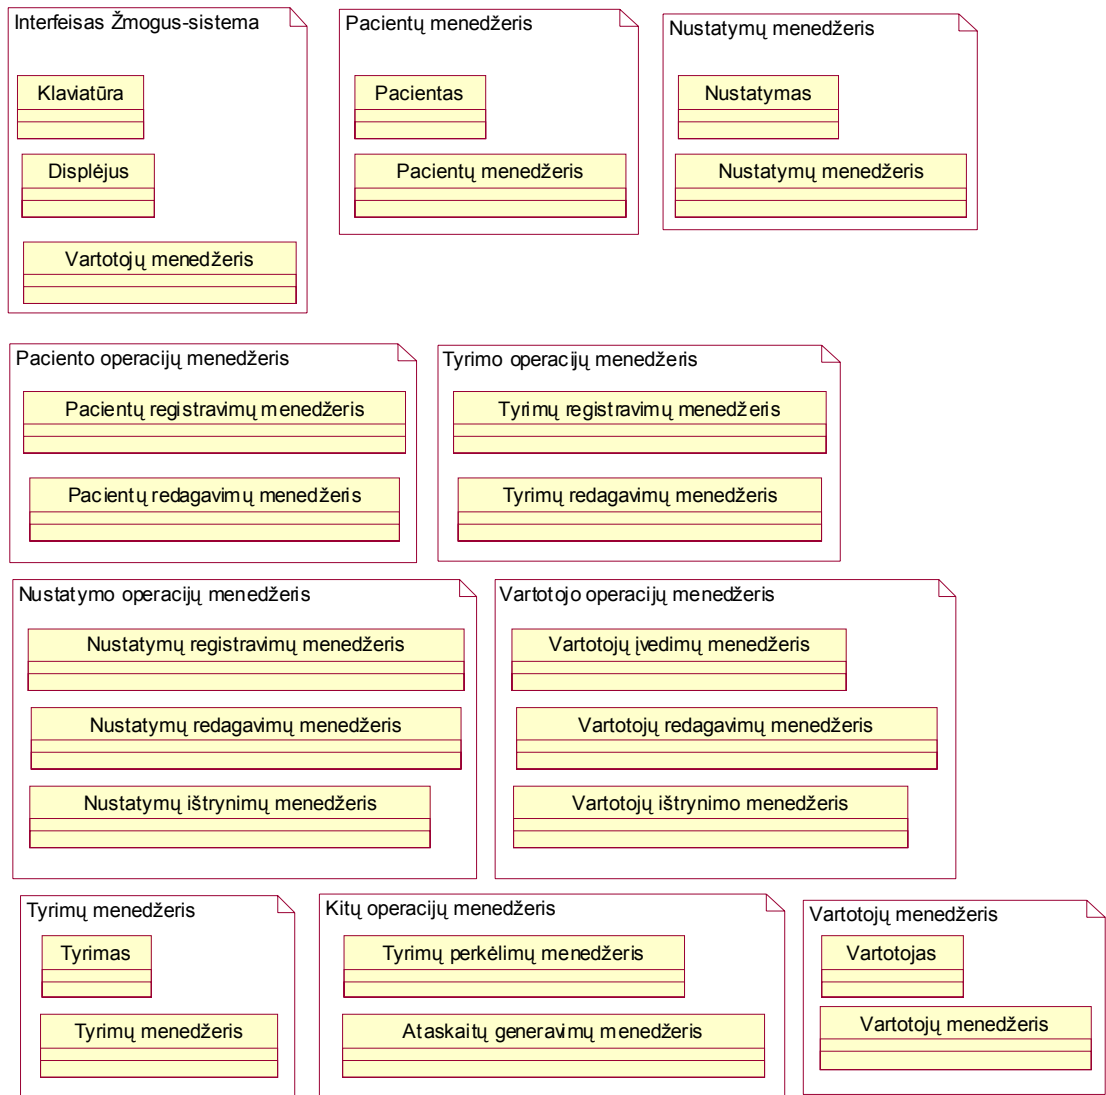 Interfeisas Žmogus-sistema
Klaviatūra
Displėjus
Vartotojų menedžeris
Pacientų menedžeris
Pacientas
Pacientų menedžeris
Nustatymų menedžeris
Nustatymas
Nustatymų menedžeris
Paciento operacijų menedžeris
Pacientų registravimų menedžeris
Pacientų redagavimų menedžeris
Tyrimo operacijų menedžeris
Tyrimų registravimų menedžeris
Tyrimų redagavimų menedžeris
Nustatymo operacijų menedžeris
Nustatymų registravimų menedžeris
Nustatymų redagavimų menedžeris
Nustatymų ištrynimų menedžeris
Vartotojo operacijų menedžeris
Vartotojų įvedimų menedžeris
Vartotojų redagavimų menedžeris
Vartotojų ištrynimo menedžeris
Tyrimų menedžeris
Tyrimas
Tyrimų menedžeris
Kitų operacijų menedžeris
Tyrimų perkėlimų menedžeris
Ataskaitų generavimų menedžeris
Vartotojų menedžeris
Vartotojas
Vartotojų menedžeris